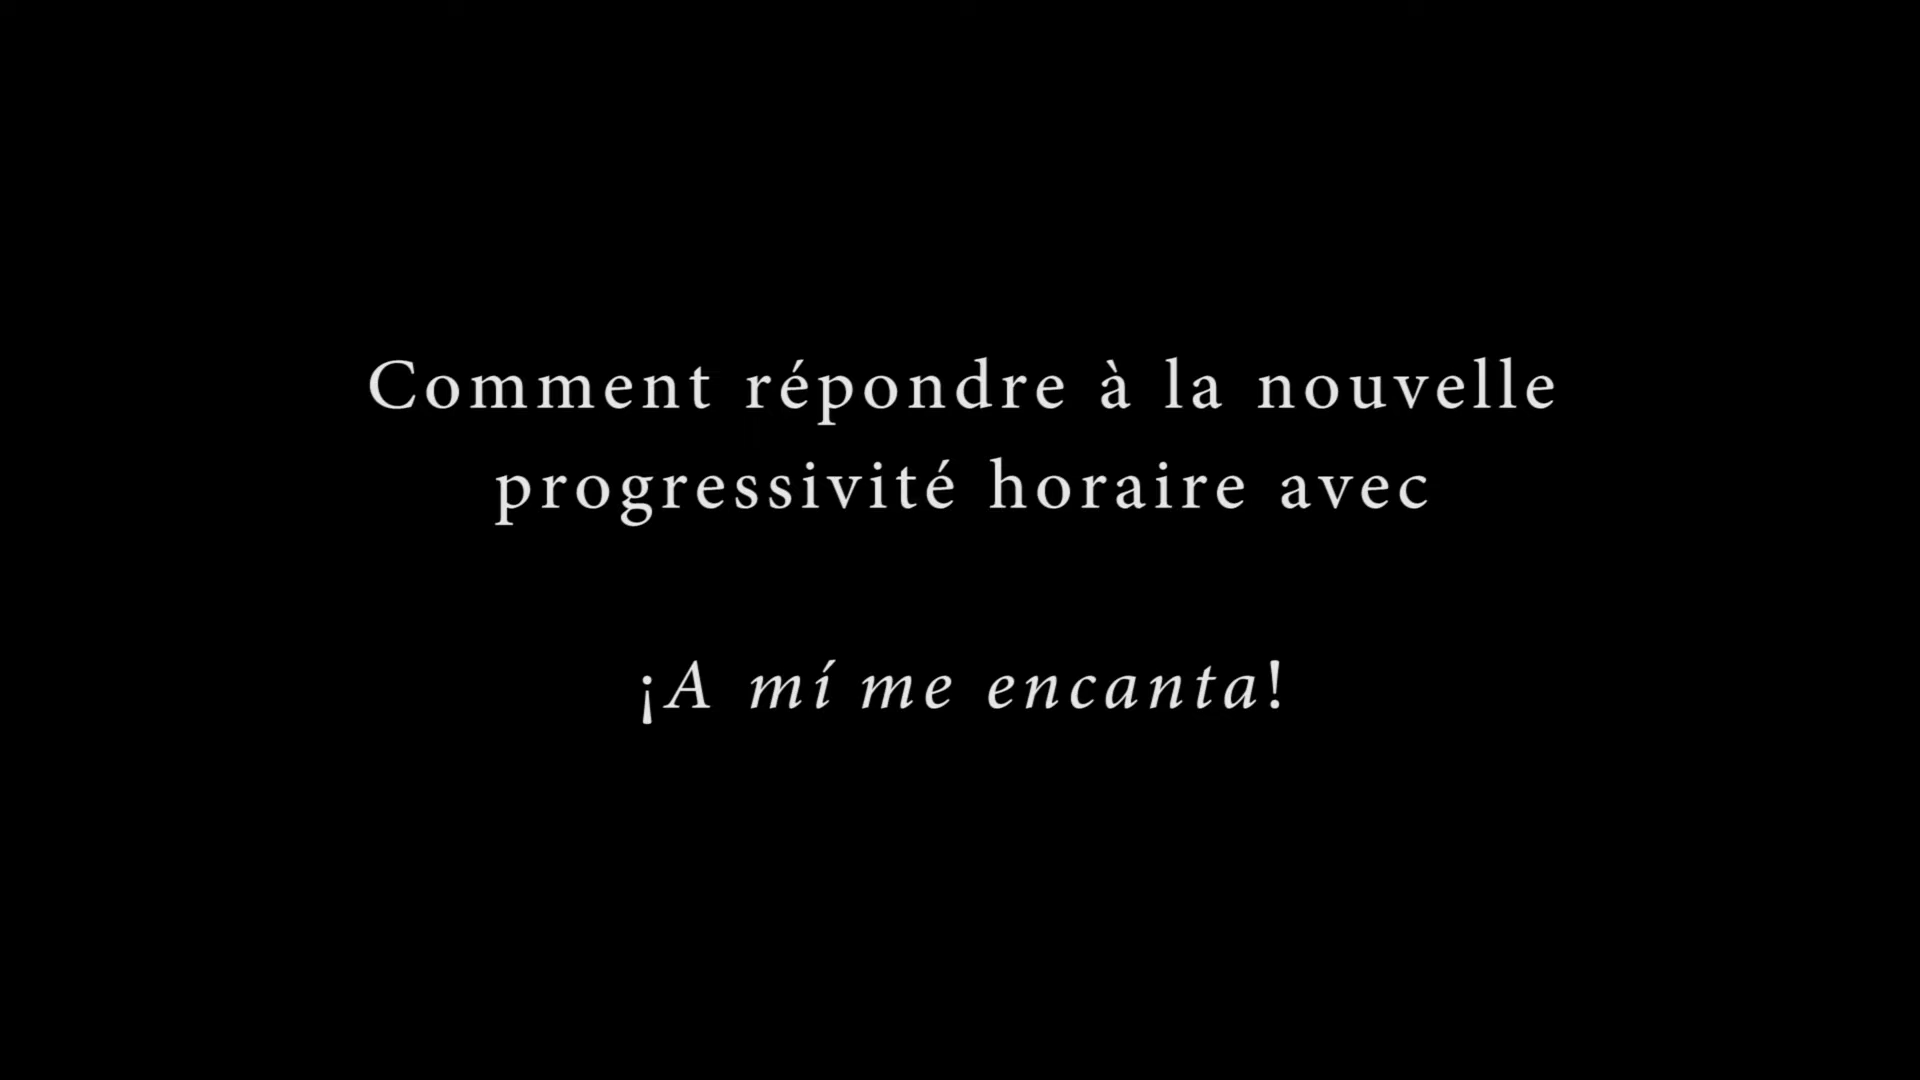 Comment répondre à la nouvelle
progressivité horaire avec
¡A mí me encanta!